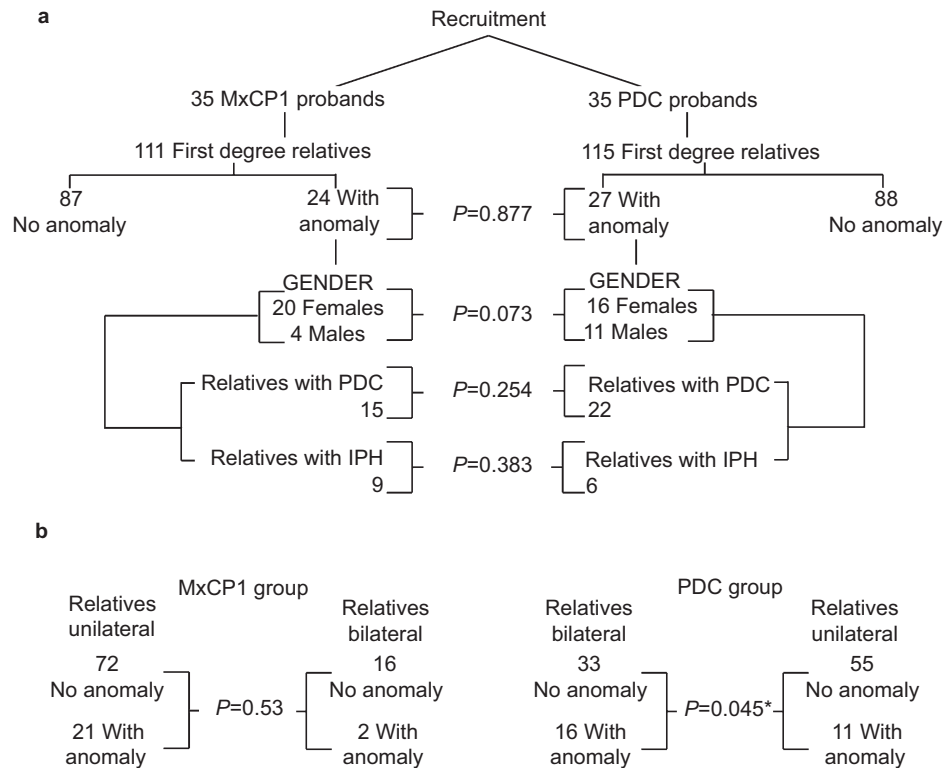 a
Recruitment
35 MxCP1 probands
35 PDC probands
111 First degree relatives
115 First degree relatives
87
No anomaly
24 With
anomaly
P=0.877
27 With
anomaly
88
No anomaly
GENDER
20 Females
4 Males
P=0.073
GENDER
16 Females
11 Males
Relatives with PDC
15
P=0.254
Relatives with PDC
22
Relatives with IPH
9
P=0.383
Relatives with IPH
6
b
MxCP1 group
Relatives
unilateral
72
No anomaly
21 With
anomaly
P=0.53
Relatives
bilateral
16
No anomaly
2 With
anomaly
PDC group
Relatives
bilateral
33
No anomaly
16 With
anomaly
P=0.045*
Relatives
unilateral
55
No anomaly
11 With
anomaly